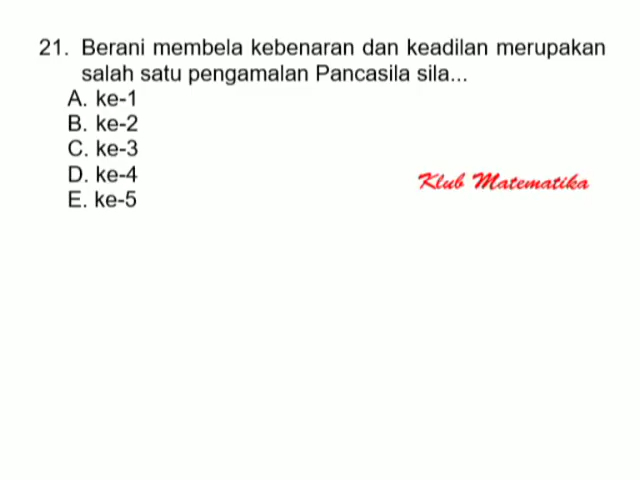 21. Berani membela kebenaran dan keadilan merupakan
salah satu pengamalan Pancasila sila...
A. ke-1
B. ke-2
C. ke-3
D. ke-4
E. ke-5
Klub Matematika